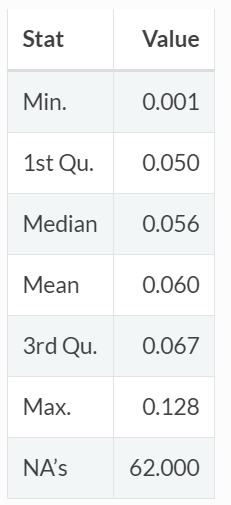 Stat Value
Min. 0.001
1st Qu. 0.050
Median 0.056
Mean 0.060
3rd Qu. 0.067
Max. 0.128
NA’s 62.000